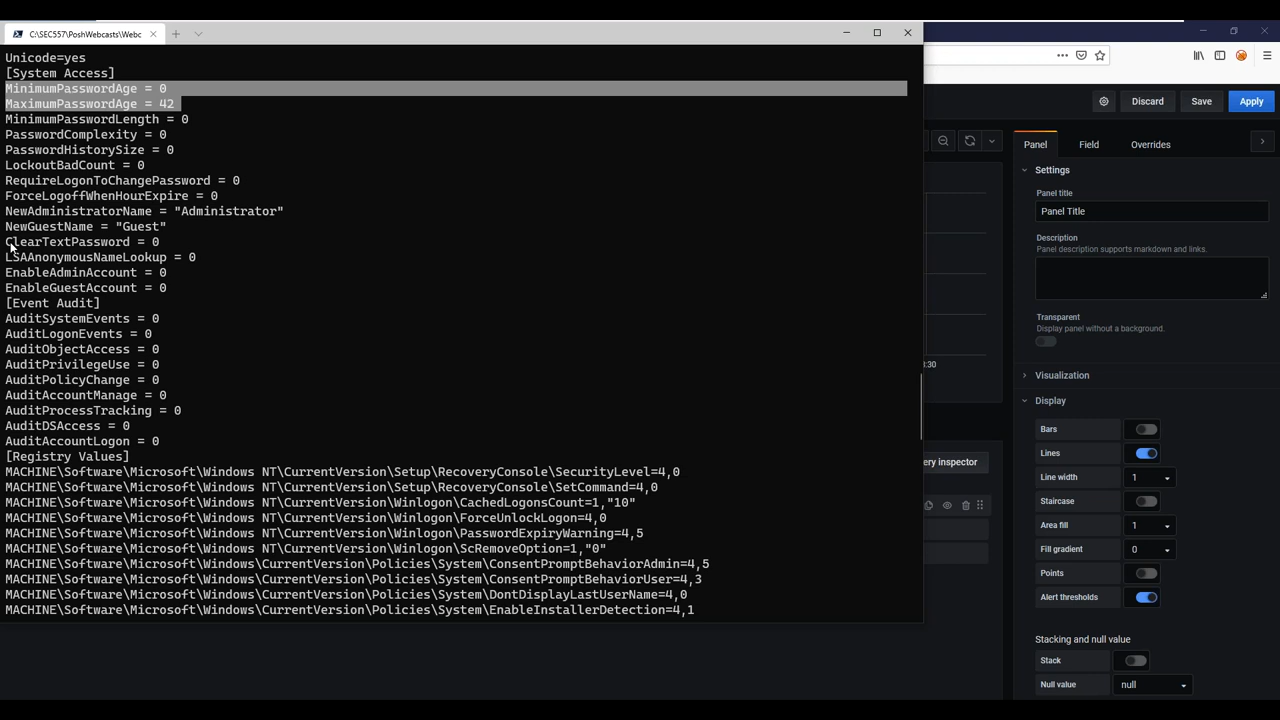 C:\SEC557\PoshWebcasts\Webc
Unicode=yes
[System Access]
MinimumPasswordAge = 0
MaximumPasswordAge = 42
MinimumPasswordLength = 0
PasswordComplexity = 0
PasswordHistorySize = 0
LockoutBadCount = 0
RequireLogonToChangePassword = 0
ForceLogoffWhenHourExpire = 0
NewAdministratorName = "Administrator"
NewGuestName = "Guest"
ClearTextPassword = 0
LSAAnonymousNameLookup = 0
EnableAdminAccount = 0
EnableGuestAccount = 0
[Event Audit]
AuditSystemEvents = 0
AuditLogonEvents = 0
AuditObjectAccess = 0
AuditPrivilegeUse = 0
AuditPolicyChange = 0
AuditAccountManage = 0
AuditProcessTracking = 0
AuditDSAccess = 0
AuditAccountLogon = 0
[Registry Values]
MACHINE\Software\Microsoft\Windows NT\CurrentVersion\Setup\RecoveryConsole\SecurityLevel=4,0
MACHINE\Software\Microsoft\Windows NT\CurrentVersion\Setup\RecoveryConsole\SetCommand=4,0
MACHINE\Software\Microsoft\Windows NT\CurrentVersion\Winlogon\CachedLogonsCount=1,"10"
MACHINE\Software\Microsoft\Windows NT\CurrentVersion\Winlogon\ForceUnlockLogon=4,0
MACHINE\Software\Microsoft\Windows NT\CurrentVersion\Winlogon\PasswordExpiryWarning=4,5
MACHINE\Software\Microsoft\Windows NT\CurrentVersion\Winlogon\ScRemoveOption=1,"0"
MACHINE\Software\Microsoft\Windows\CurrentVersion\Policies\System\ConsentPromptBehaviorAdmin=4,5
MACHINE\Software\Microsoft\Windows\CurrentVersion\Policies\System\ConsentPromptBehaviorUser=4,3
MACHINE\Software\Microsoft\Windows\CurrentVersion\Policies\System\DontDisplayLastUserName=4,0
MACHINE\Software\Microsoft\Windows\CurrentVersion\Policies\System\EnableInstallerDetection=4,1
:30
ery inspector
Discard Save Apply
Panel Field Overrides
Settings
Panel title
Panel Title
Description
Panel description supports markdown and links.
Transparent
Display panel without a background.
Visualization
Display
Bars
Lines
Line width 1
Staircase
Area fill 1
Fill gradient 0
Points
Alert thresholds
Stacking and null value
Stack
Null value null